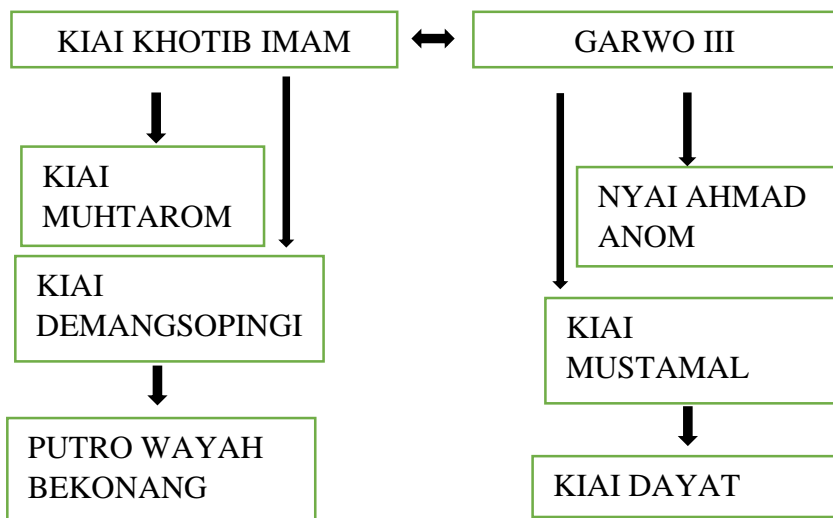 KIAI KHOTIB IMAM
GARWO III
KIAI
MUHTAROM
NYAI AHMAD
ANOM
KIAI
DEMANGSOPINGI
KIAI
MUSTAMAL
PUTRO WAYAH
BEKONANG
KIAI DAYAT